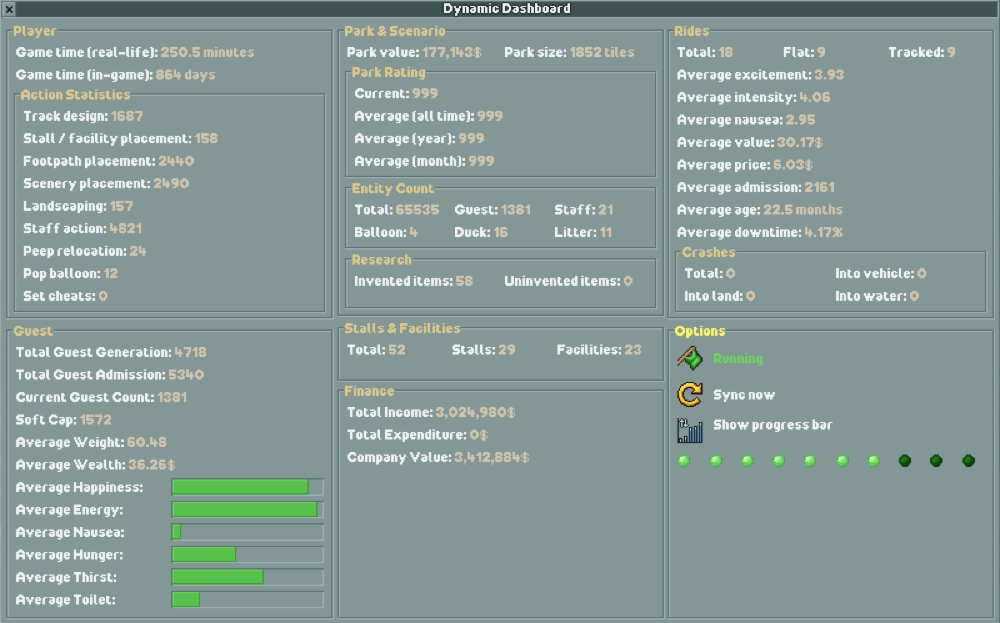 Dynamic Dashboard
Player
Game time (real-life): 250.5 minutes
Game time (in-game): 864 days
Action Statistics
Track design: 1687
Stall / facility placement: 158
Footpath placement: 2440
Scenery placement: 2490
Landscaping: 157
Staff action: 4821
Peep relocation: 24
Pop balloon: 12
Set cheats: 0
Guest
Total Guest Generation: 4718
Total Guest Admission: 5340
Current Guest Count: 1381
Soft Cap: 1572
Average Weight: 60.48
Average Wealth: 36.26$
Average Happiness:
Average Energy:
Average Nausea:
Average Hunger:
Average Thirst:
Average Toilet:
Park & Scenario
Park value: 177,143$ Park size: 1852 tiles
Park Rating
Current: 999
Average (all time): 999
Average (year): 999
Average (month): 999
Entity Count
Total: 65535 Guest: 1381 Staff: 21
Balloon: 4 Duck: 16 Litter: 11
Research
Invented items: 58 Uninvented items: 0
Stalls & Facilities
Total: 52 Stalls: 29 Facilities: 23
Finance
Total Income: 3,024,980$
Total Expenditure: 0$
Company Value: 3,412,884$
Rides
Total: 18 Flat: 9 Tracked: 9
Average excitement: 3.93
Average intensity: 4.06
Average nausea: 2.95
Average value: 30.17$
Average price: 6.03$
Average admission: 2161
Average age: 22.5 months
Average downtime: 4.17%
Crashes
Total: 0 Into vehicle: 0
Into land: 0 Into water: 0
Options
Running
Sync now
Show progress bar